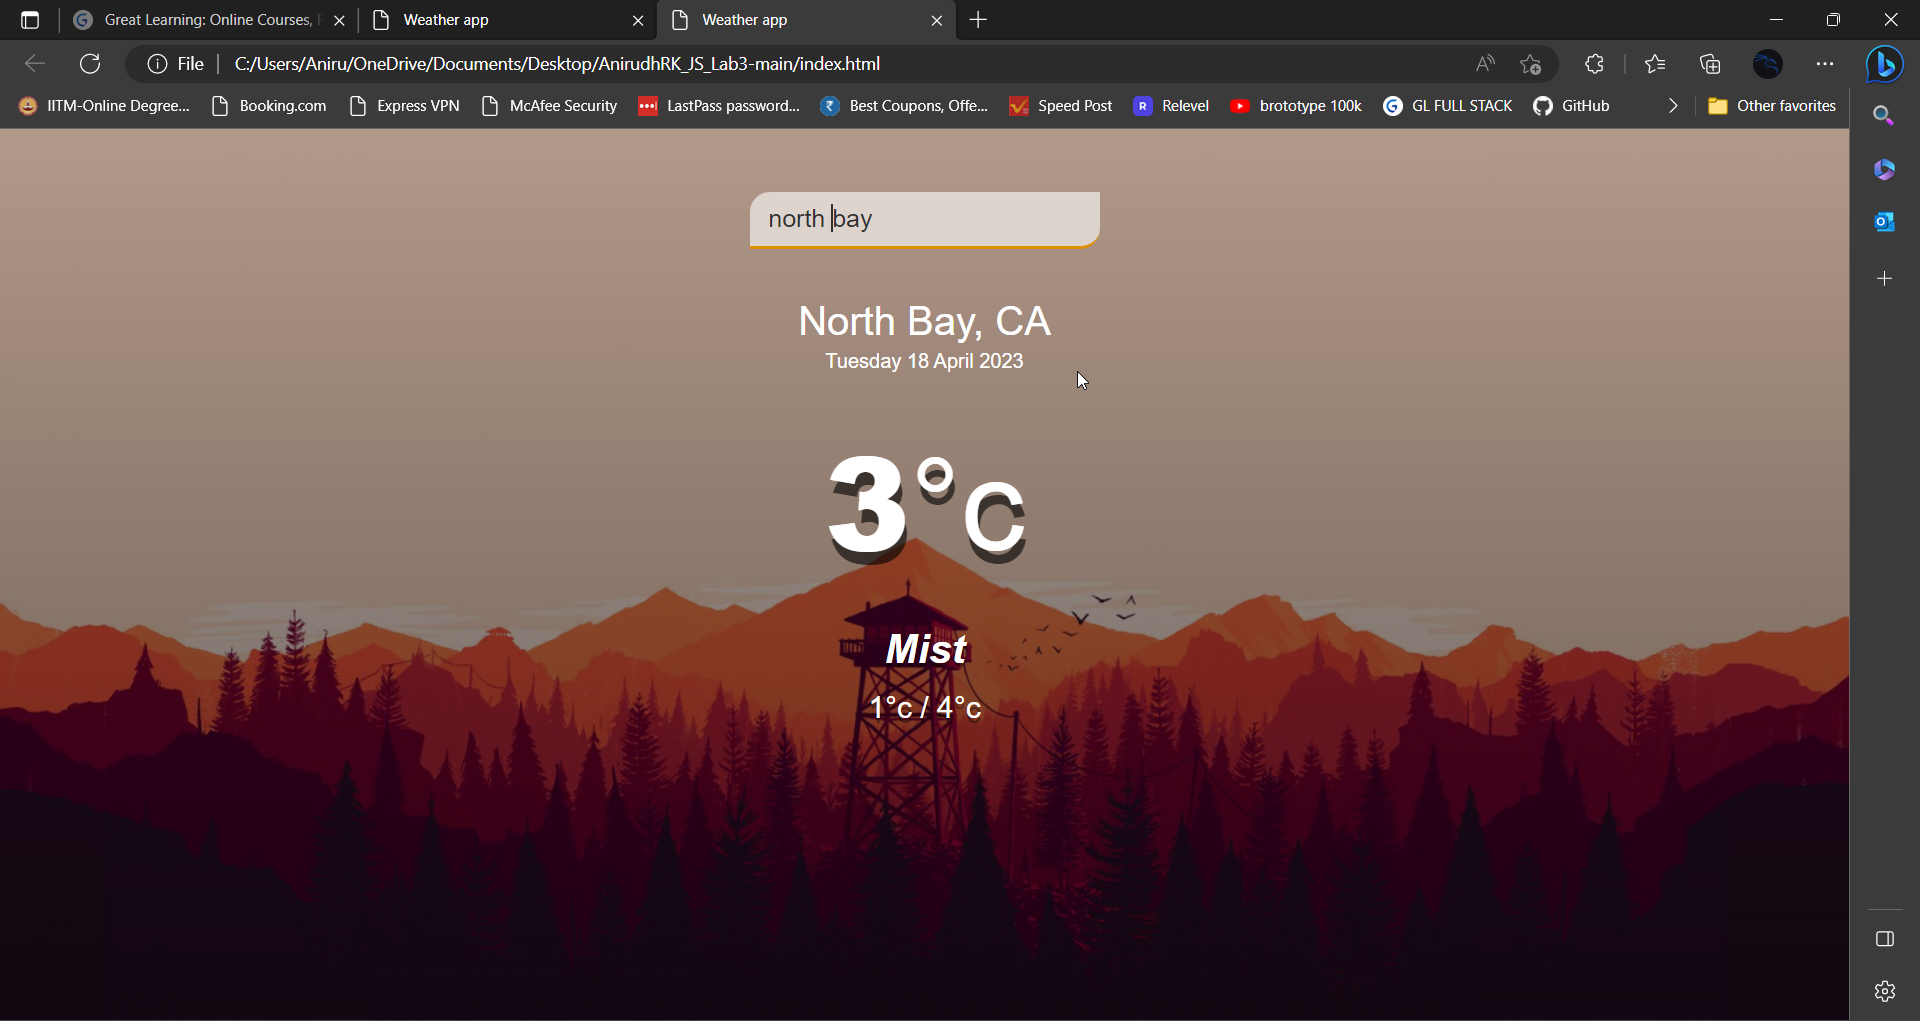 Great Learning: Online Courses,
Weather app
Weather app
File
C:/Users/Aniru/OneDrive/Documents/Desktop/AnirudhRK_JS_Lab3-main/index.html
IITM-Online Degree...
Booking.com
Express VPN
McAfee Security
LastPass password...
Best Coupons, Offe...
Speed Post
Relevel
brototype 100k
GL FULL STACK
GitHub
Other favorites
north bay
North Bay, CA
Tuesday 18 April 2023
3°c
Mist
1°c / 4°c